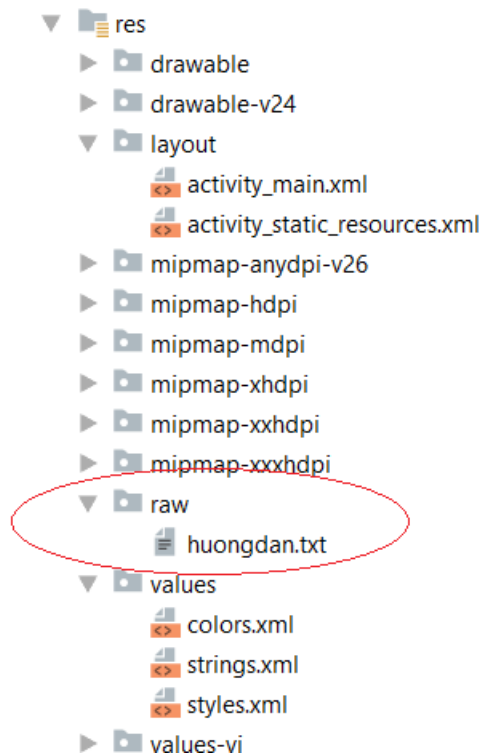 res
drawable
drawable-v24
layout
activity_main.xml
activity_static_resources.xml
mipmap-anydpi-v26
mipmap-hdpi
mipmap-mdpi
mipmap-xhdpi
mipmap-xxhdpi
mipmap-xxxhdpi
raw
huongdan.txt
values
colors.xml
strings.xml
styles.xml
values-vi